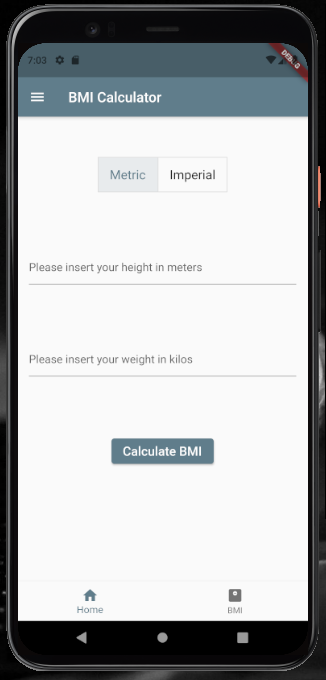 7:03
DEBUG
BMI Calculator
Metric
Imperial
Please insert your height in meters
Please insert your weight in kilos
Calculate BMI
Home
BMI